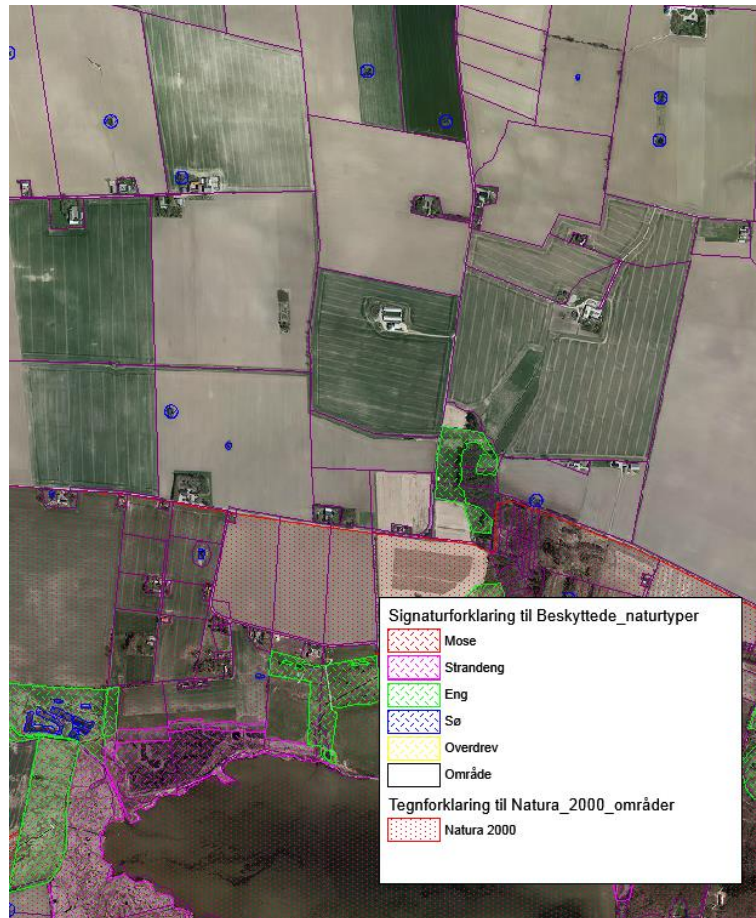 Signaturforklaring til Beskyttede_naturtyper
Mose
Strandeng
Eng
Sø
Overdrev
Område
Tegnforklaring til Natura_2000_områder
Natura 2000